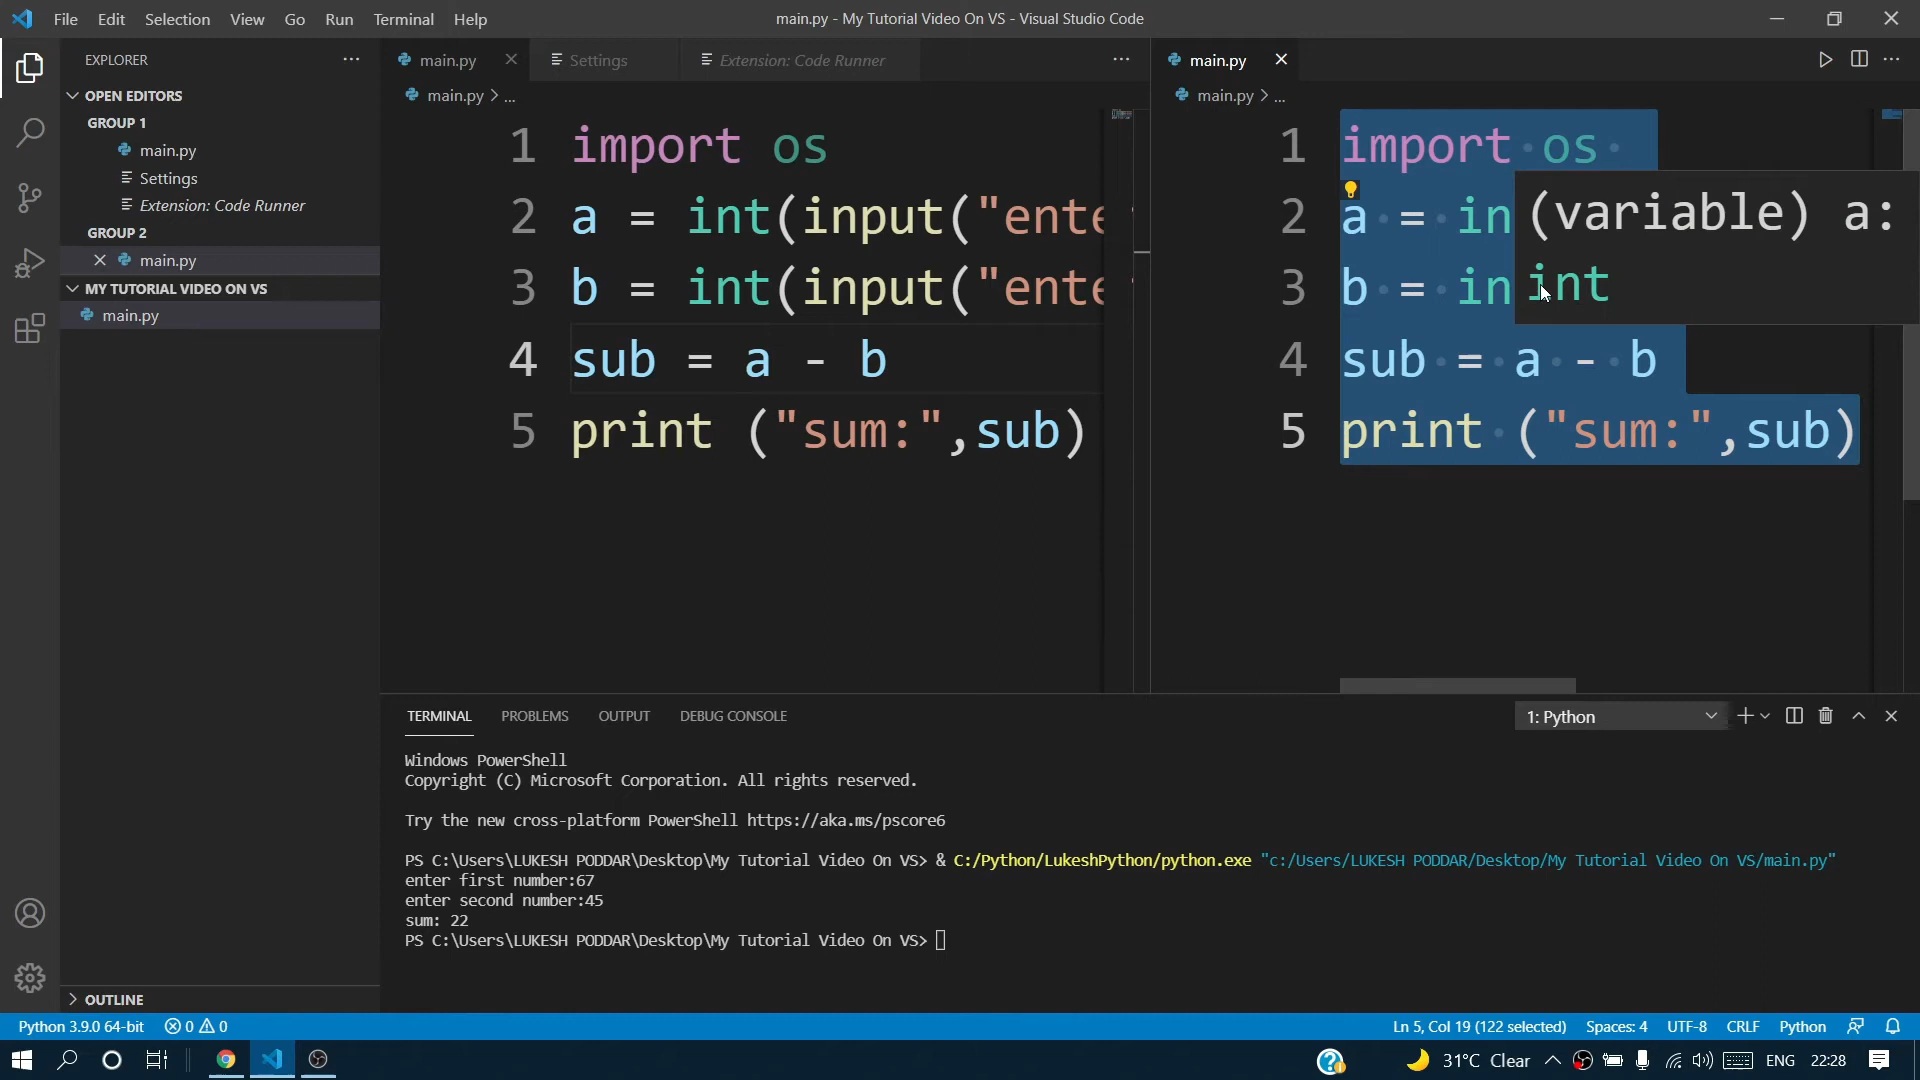 File Edit Selection View Go Run Terminal Help
main.py - My Tutorial Video On VS - Visual Studio Code
EXPLORER
OPEN EDITORS
GROUP 1
main.py
Settings
Extension: Code Runner
GROUP 2
main.py
MY TUTORIAL VIDEO ON VS
main.py
OUTLINE
main.py Settings Extension: Code Runner
main.py > ...
1 import os
2 a = int(input("ente
3 b = int(input("ente
4 sub = a - b
5 print ("sum:",sub)
main.py
main.py > ...
1 import os
2 a = in
3 b = in
4 sub = a - b
5 print ("sum:",sub)
(variable) a:
int
TERMINAL PROBLEMS OUTPUT DEBUG CONSOLE
1: Python
Windows PowerShell
Copyright (C) Microsoft Corporation. All rights reserved.
Try the new cross-platform PowerShell https://aka.ms/pscore6
PS C:\Users\LUKESH PODDAR\Desktop\My Tutorial Video On VS> & C:/Python/LukeshPython/python.exe "c:/Users/LUKESH PODDAR/Desktop/My Tutorial Video On VS/main.py"
enter first number:67
enter second number:45
sum: 22
PS C:\Users\LUKESH PODDAR\Desktop\My Tutorial Video On VS>
Python 3.9.0 64-bit 0 0
Ln 5, Col 19 (122 selected) Spaces: 4 UTF-8 CRLF Python
31°C Clear ENG 22:28